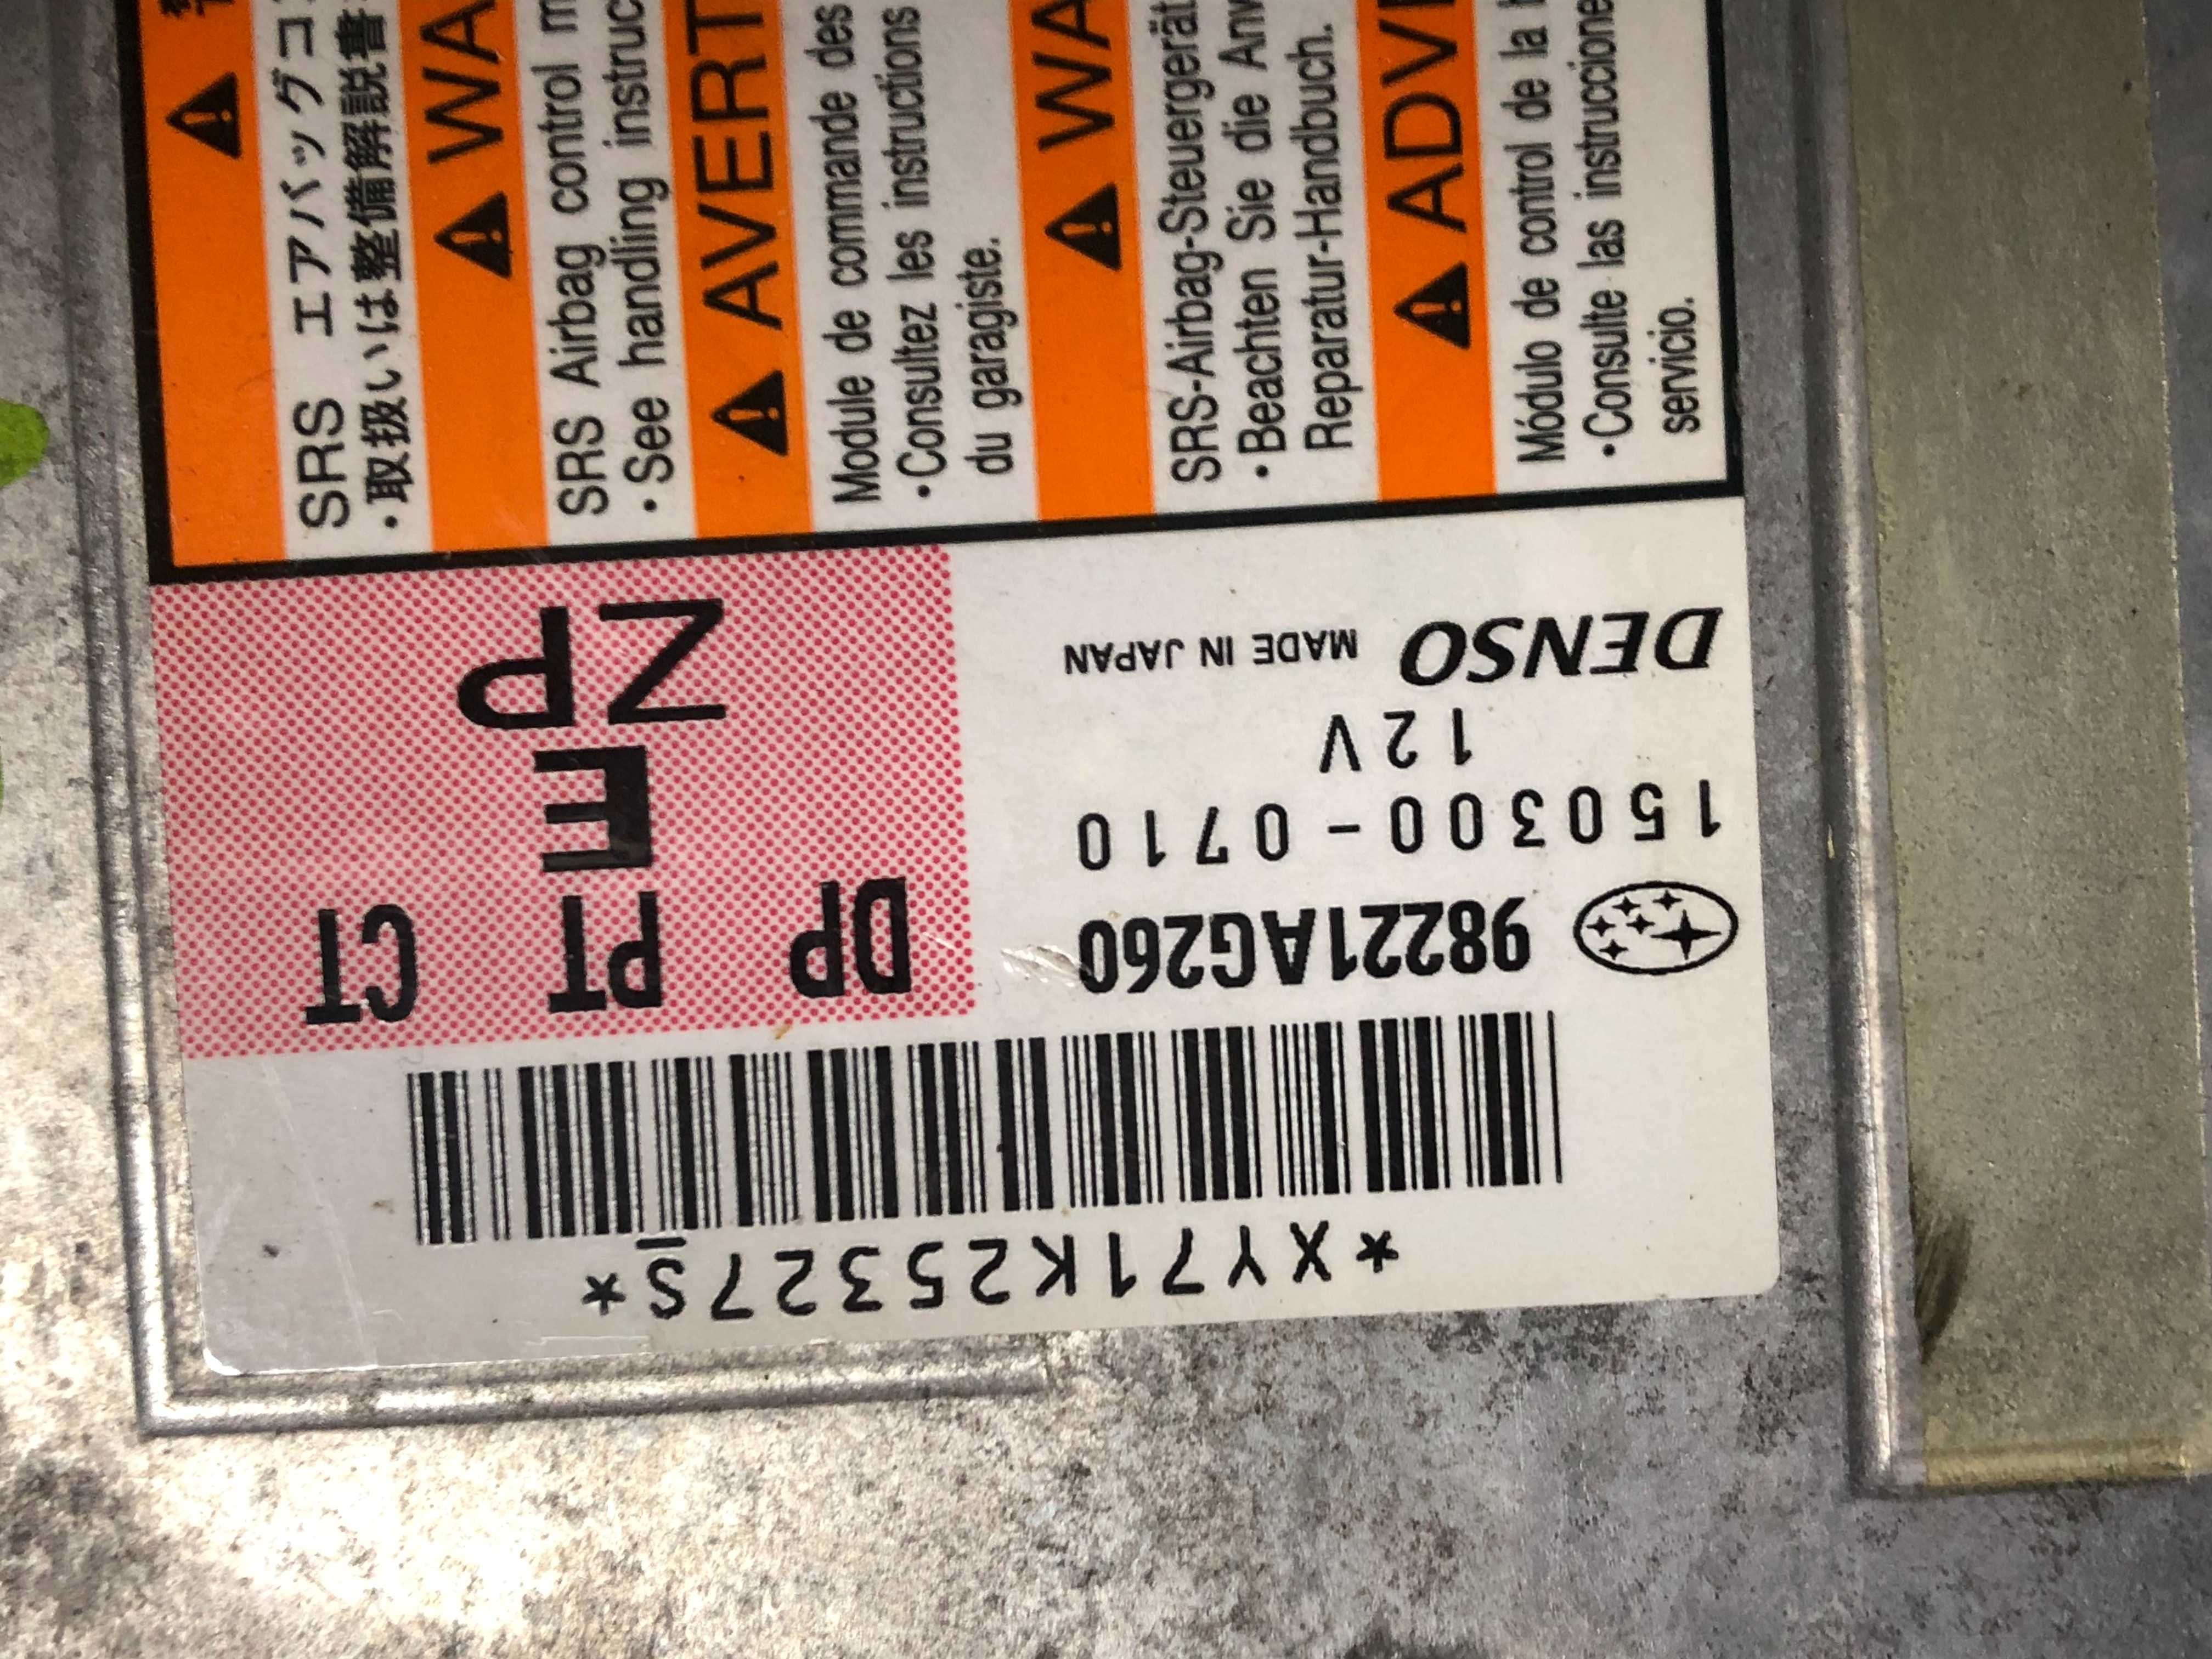 *XY71K25327S*
98221AG260
150300-0710
12V
DENSO MADE IN JAPAN
DP PT CT
E
ZP
SRS エアバッグコ
・取扱いは整備解説書
WA
SRS Airbag control m
・See handling instruc
AVERT
Module de commande des
・Consultez les instructions
du garagiste.
WA
SRS-Airbag-Steuergerät
・Beachten Sie die Anw
Reparatur-Handbuch.
ADVE
Módulo de control de la
・Consulte las instruccione
servicio.